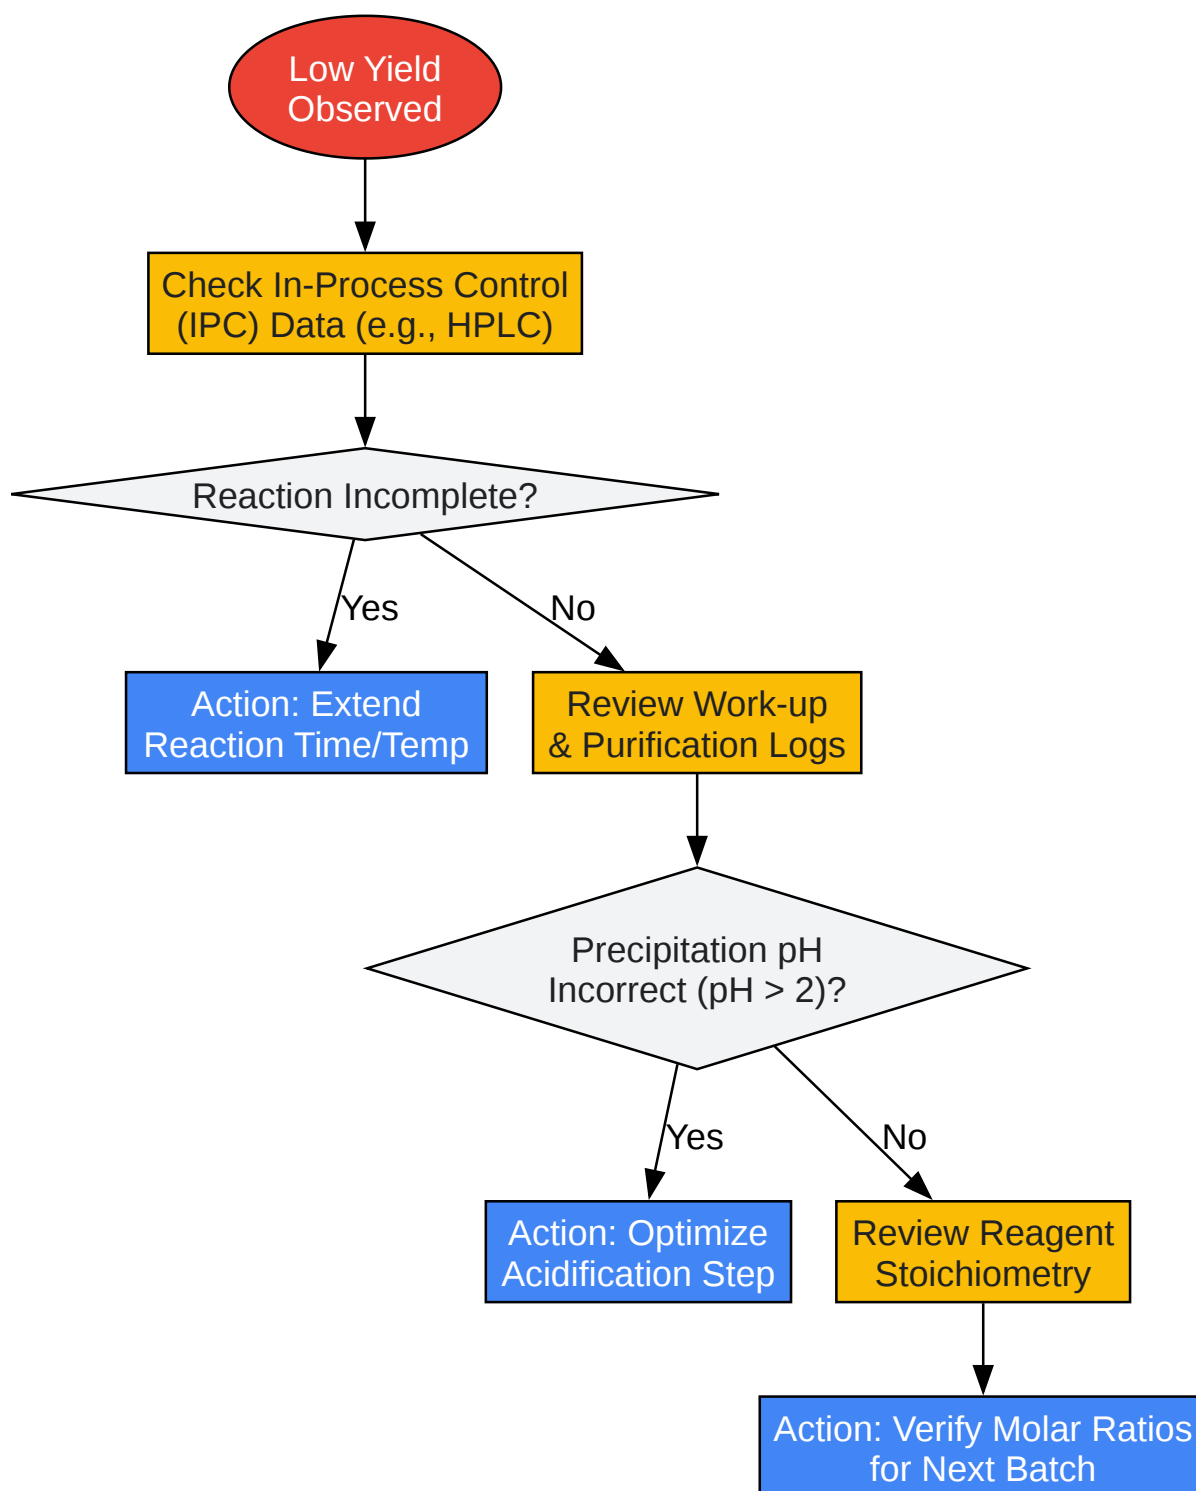 Low Yield
Observed
Check In-Process Control
(IPC) Data (e.g., HPLC)
Reaction Incomplete?
Yes
No
Action: Extend
Reaction Time/Temp
Review Work-up
& Purification Logs
Precipitation pH
Incorrect (pH > 2)?
Yes
No
Action: Optimize
Acidification Step
Review Reagent
Stoichiometry
Action: Verify Molar Ratios
for Next Batch